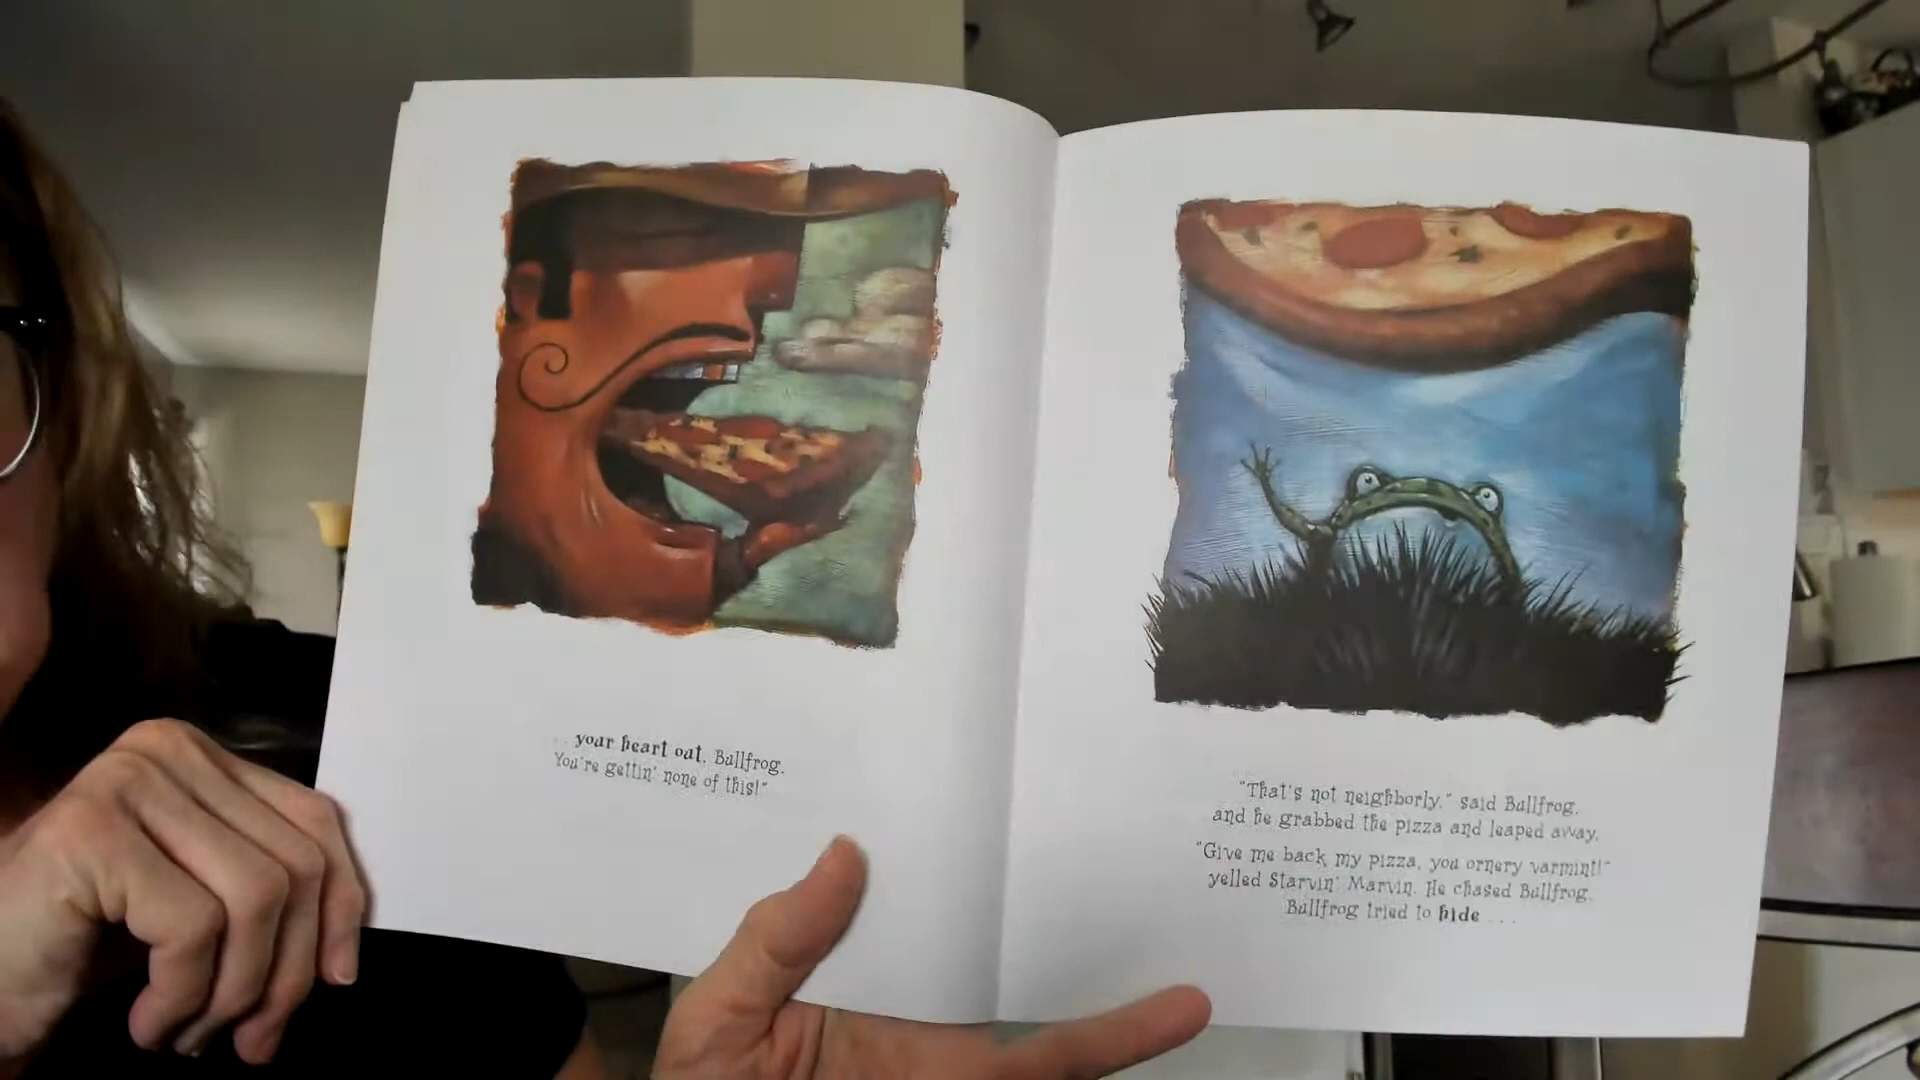 . . your heart out, Bullfrog.
You're gettin' none of this!"
"That's not neighborly," said Bullfrog,
and he grabbed the pizza and leaped away.
"Give me back my pizza, you ornery varmint!"
yelled Starvin' Marvin. He chased Bullfrog.
Bullfrog tried to hide . . .